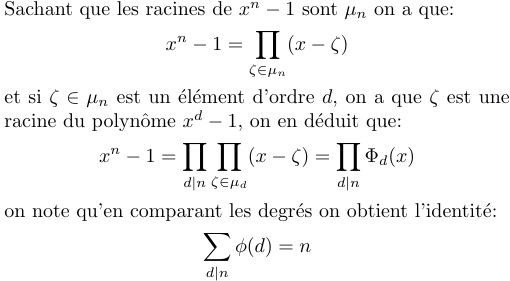 Sachant que les racines de $x^n - 1$ sont $\mu_n$ on a que:
$$x^n - 1 = \prod_{\zeta \in \mu_n} (x - \zeta)$$
et si $\zeta \in \mu_n$ est un élément d'ordre $d$, on a que $\zeta$ est une
racine du polynôme $x^d - 1$, on en déduit que:
$$x^n - 1 = \prod_{d|n} \prod_{\zeta \in \mu_d} (x - \zeta) = \prod_{d|n} \Phi_d(x)$$
on note qu'en comparant les degrés on obtient l'identité:
$$\sum_{d|n} \phi(d) = n$$